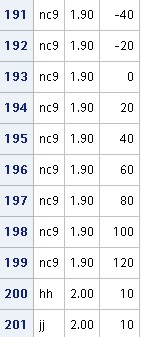 191 nc9 1.90 -40
192 nc9 1.90 -20
193 nc9 1.90 0
194 nc9 1.90 20
195 nc9 1.90 40
196 nc9 1.90 60
197 nc9 1.90 80
198 nc9 1.90 100
199 nc9 1.90 120
200 hh 2.00 10
201 jj 2.00 10